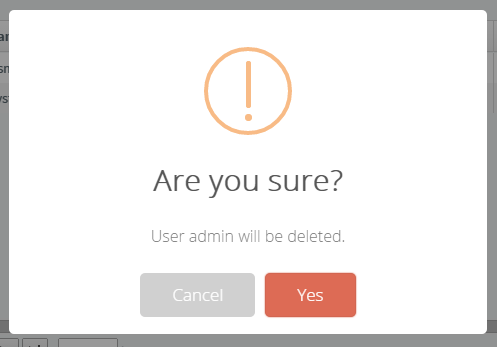 Are you sure?
User admin will be deleted.
Cancel
Yes